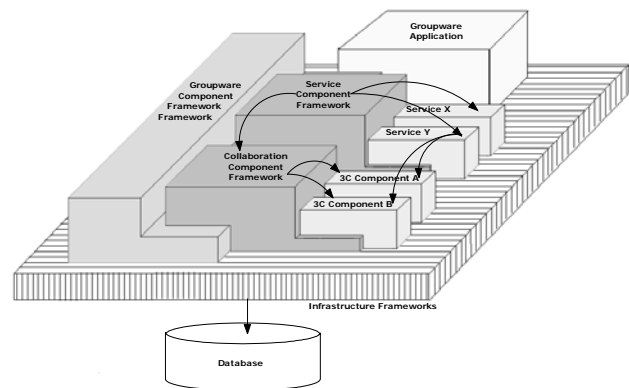 Groupware
Application
Groupware
Component
Framework
Framework
Service
Component
Framework
Service X
Service Y
Collaboration
Component
Framework
3C Component A
3C Component B
Infrastructure Frameworks
Database